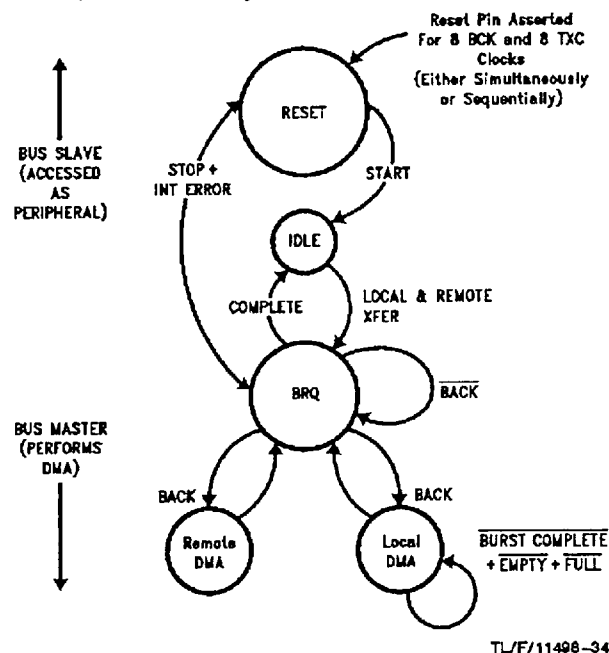 Reset Pin Asserted
For 8 BCK and 8 TXC
Clocks
(Either Simultaneously
or Sequentially)
RESET
BUS SLAVE
(ACCESSED
AS
PERIPHERAL)
STOP +
INT ERROR
START
IDLE
COMPLETE
LOCAL & REMOTE
XFER
BRQ
BACK
BUS MASTER
(PERFORMS
DMA)
BACK
BACK
Remote
DMA
Local
DMA
BURST COMPLETE
+ EMPTY + FULL
TL/F/11498-34